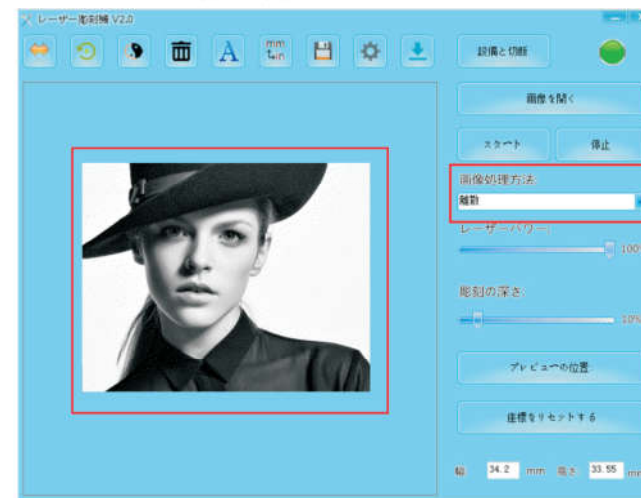 レーザー彫刻機 V2.0
A
mm
in
設備と切断
画像を開く
スタート
停止
画像処理方法:
離散
レーザーパワー:
100%
彫刻の深さ:
10%
プレビューの位置
座標をリセットする
幅: 34.2 mm 高さ: 33.55 mm